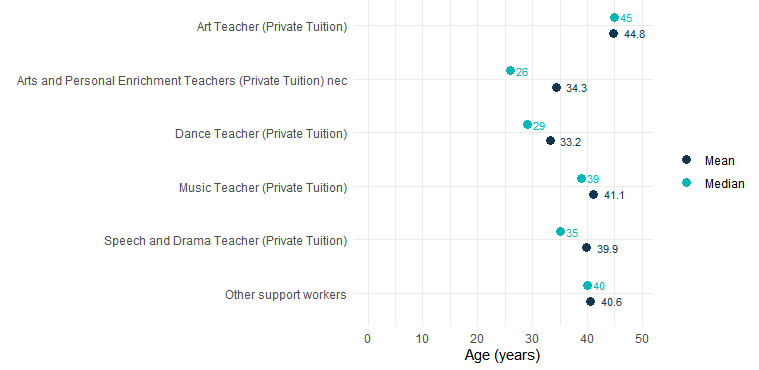 Art Teacher (Private Tuition)
45
44.8
Arts and Personal Enrichment Teachers (Private Tuition) nec
26
34.3
Dance Teacher (Private Tuition)
29
33.2
Music Teacher (Private Tuition)
39
41.1
Speech and Drama Teacher (Private Tuition)
35
39.9
Other support workers
40
40.6
0 10 20 30 40 50
Age (years)
Mean
Median